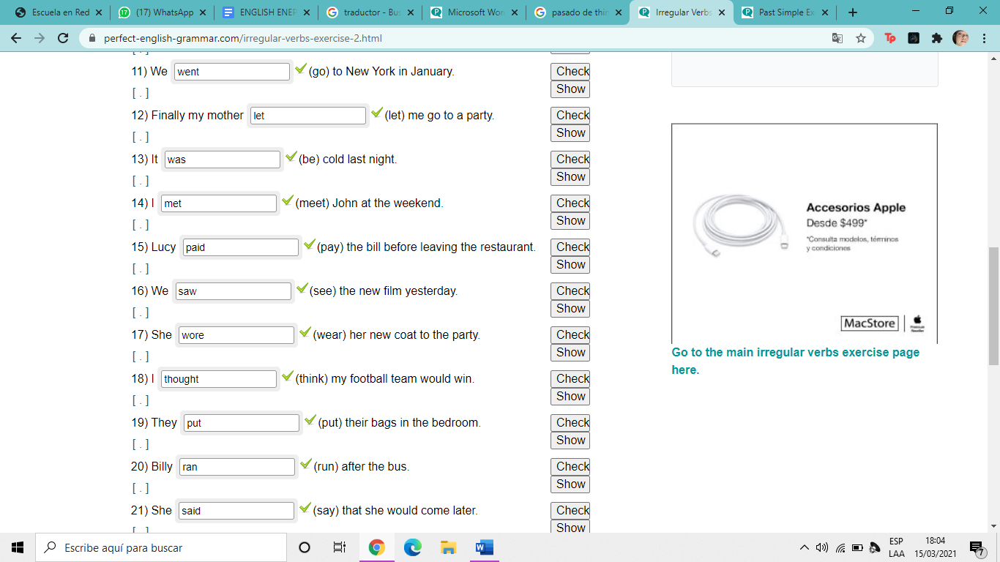 Escuela en Red
(17) WhatsApp
ENGLISH ENEP
traductor - Bus
Microsoft Wor
pasado de thin
Irregular Verbs
Past Simple Ex
perfect-english-grammar.com/irregular-verbs-exercise-2.html
11) We went (go) to New York in January. Check
Show
[ . ]
12) Finally my mother let (let) me go to a party. Check
Show
[ . ]
13) It was (be) cold last night. Check
Show
[ . ]
14) I met (meet) John at the weekend. Check
Show
[ . ]
15) Lucy paid (pay) the bill before leaving the restaurant. Check
Show
[ . ]
16) We saw (see) the new film yesterday. Check
Show
[ . ]
17) She wore (wear) her new coat to the party. Check
Show
[ . ]
18) I thought (think) my football team would win. Check
Show
[ . ]
19) They put (put) their bags in the bedroom. Check
Show
[ . ]
20) Billy ran (run) after the bus. Check
Show
[ . ]
21) She said (say) that she would come later. Check
Show
Accesorios Apple
Desde $499*
*Consulta modelos, términos
y condiciones
MacStore
Premium
Reseller
Go to the main irregular verbs exercise page
here.
Escribe aquí para buscar
ESP
LAA
18:04
15/03/2021
7